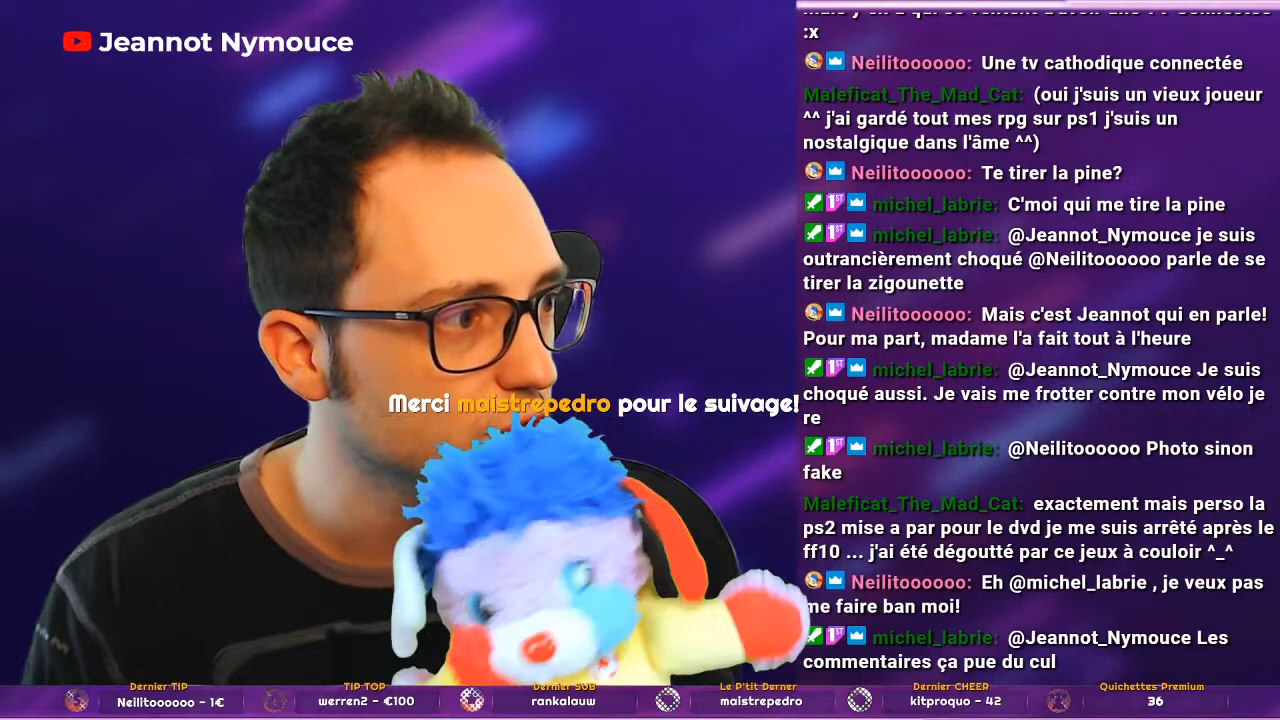 Jeannot Nymouce
:x
Neilitoooooo: Une tv cathodique connectée
Maleficat_The_Mad_Cat: (oui j'suis un vieux joueur
^^ j'ai gardé tout mes rpg sur ps1 j'suis un
nostalgique dans l'âme ^^)
Neilitoooooo: Te tirer la pine?
1ST michel_labrie: C'moi qui me tire la pine
1ST michel_labrie: @Jeannot_Nymouce je suis
outrancièrement choqué @Neilitoooooo parle de se
tirer la zigounette
Neilitoooooo: Mais c'est Jeannot qui en parle!
Pour ma part, madame l'a fait tout à l'heure
1ST michel_labrie: @Jeannot_Nymouce Je suis
choqué aussi. Je vais me frotter contre mon vélo je
re
1ST michel_labrie: @Neilitoooooo Photo sinon
fake
Maleficat_The_Mad_Cat: exactement mais perso la
ps2 mise a par pour le dvd je me suis arrêté après le
ff10 ... j'ai été dégoutté par ce jeux à couloir ^_^
Neilitoooooo: Eh @michel_labrie , je veux pas
me faire ban moi!
1ST michel_labrie: @Jeannot_Nymouce Les
commentaires ça pue du cul
Merci maistrepedro pour le suivage!
Dernier TIP
Neilitoooooo - 1€
TIP TOP
werren2 - €100
Dernier SUB
rankalauw
Le P'tit Derner
maistrepedro
Dernier CHEER
kitproquo - 42
Quichettes Premium
36